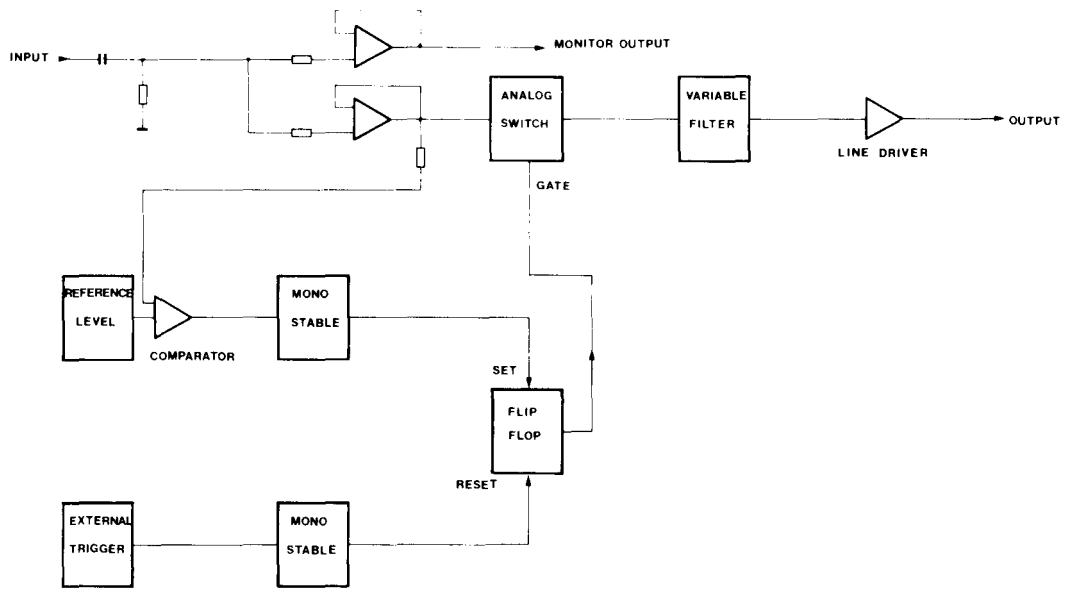 INPUT
MONITOR OUTPUT
ANALOG
SWITCH
VARIABLE
FILTER
LINE DRIVER
OUTPUT
GATE
REFERENCE
LEVEL
COMPARATOR
MONO
STABLE
SET
FLIP
FLOP
RESET
EXTERNAL
TRIGGER
MONO
STABLE